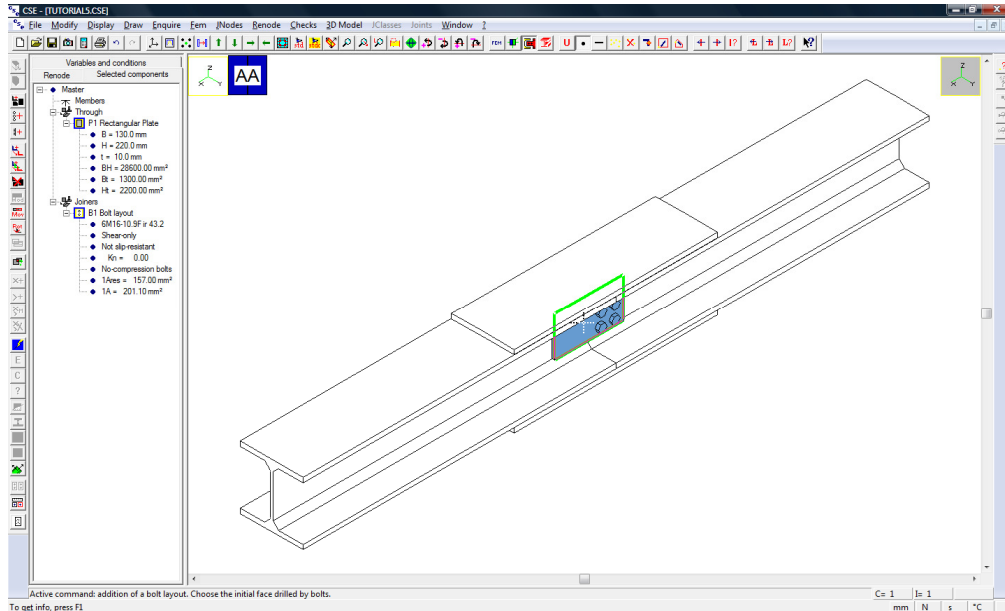 CSE - [TUTORIAL5.CSE]
File Modify Display Draw Enquire Fem JNodes Renode Checks 3D Model JClasses Joints Window ?
Variables and conditions
Renode Selected components
Master
Members
Through
P1 Rectangular Plate
B = 130.0 mm
H = 220.0 mm
t = 10.0 mm
BH = 28600.00 mm²
Bt = 1300.00 mm²
Ht = 2200.00 mm²
Joiners
B1 Bolt layout
6M16-10.9F ir 43.2
Shear-only
Not slip-resistant
Kn = 0.00
No-compression bolts
1Ares = 157.00 mm²
1A = 201.10 mm²
Z
X Y
AA
Z
X Y
Active command: addition of a bolt layout. Choose the initial face drilled by bolts.
C= 1 I= 1
To get info, press F1
mm N s °C